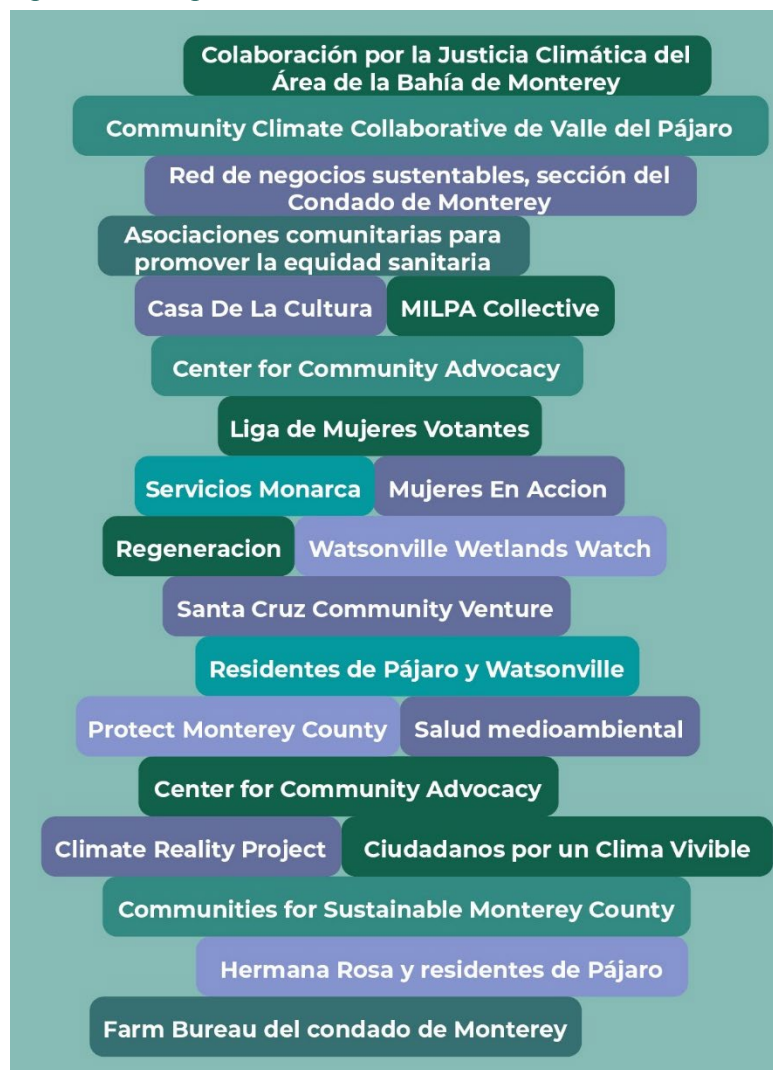 Colaboración por la Justicia Climática del
Área de la Bahía de Monterey
Community Climate Collaborative de Valle del Pájaro
Red de negocios sustentables, sección del
Condado de Monterey
Asociaciones comunitarias para
promover la equidad sanitaria
Casa De La Cultura
MILPA Collective
Center for Community Advocacy
Liga de Mujeres Votantes
Servicios Monarca
Mujeres En Accion
Regeneracion
Watsonville Wetlands Watch
Santa Cruz Community Venture
Residentes de Pájaro y Watsonville
Protect Monterey County
Salud medioambiental
Center for Community Advocacy
Climate Reality Project
Ciudadanos por un Clima Vivible
Communities for Sustainable Monterey County
Hermana Rosa y residentes de Pájaro
Farm Bureau del condado de Monterey